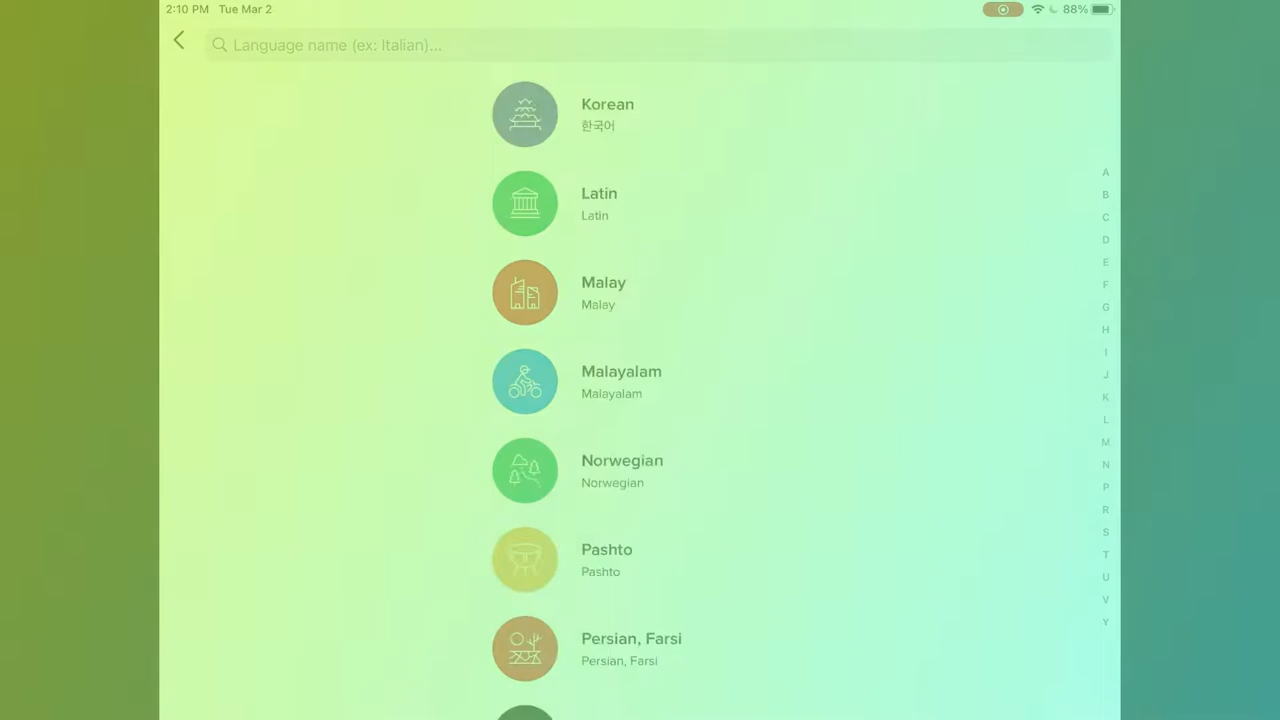 2:10 PM Tue Mar 2
88%
Language name (ex: Italian)...
Korean
한국어
Latin
Latin
Malay
Malay
Malayalam
Malayalam
Norwegian
Norwegian
Pashto
Pashto
Persian, Farsi
Persian, Farsi
A
B
C
D
E
F
G
H
I
J
K
L
M
N
P
R
S
T
U
V
Y